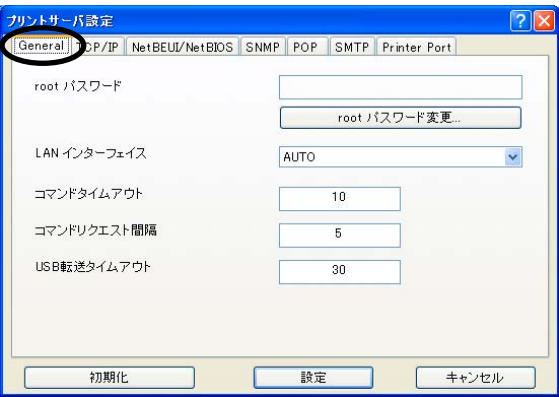 プリントサーバ設定
General TCP/IP NetBEUI/NetBIOS SNMP POP SMTP Printer Port
root パスワード
root パスワード変更...
LAN インターフェイス AUTO
コマンドタイムアウト 10
コマンドリクエスト間隔 5
USB転送タイムアウト 30
初期化 設定 キャンセル